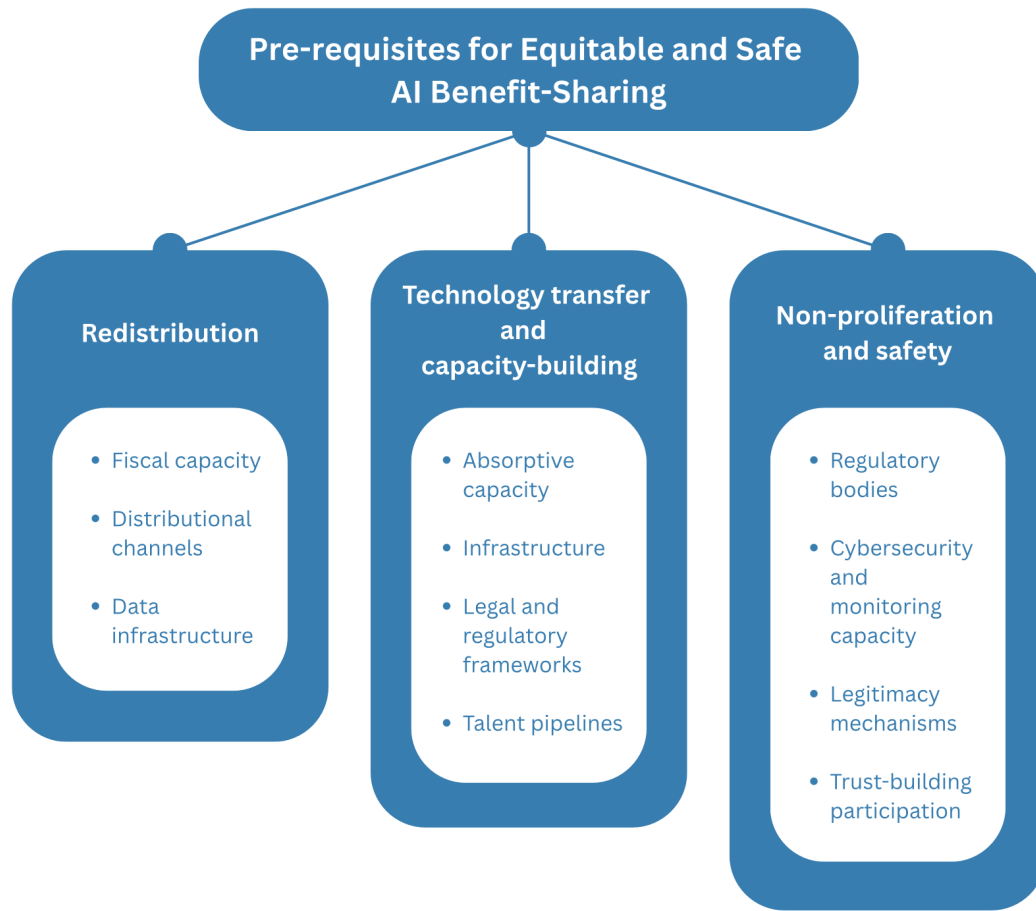 Pre-requisites for Equitable and Safe
AI Benefit-Sharing
Redistribution
• Fiscal capacity
• Distributional
channels
• Data
infrastructure
Technology transfer
and
capacity-building
• Absorptive
capacity
• Infrastructure
• Legal and
regulatory
frameworks
• Talent pipelines
Non-proliferation
and safety
• Regulatory
bodies
• Cybersecurity
and
monitoring
capacity
• Legitimacy
mechanisms
• Trust-building
participation